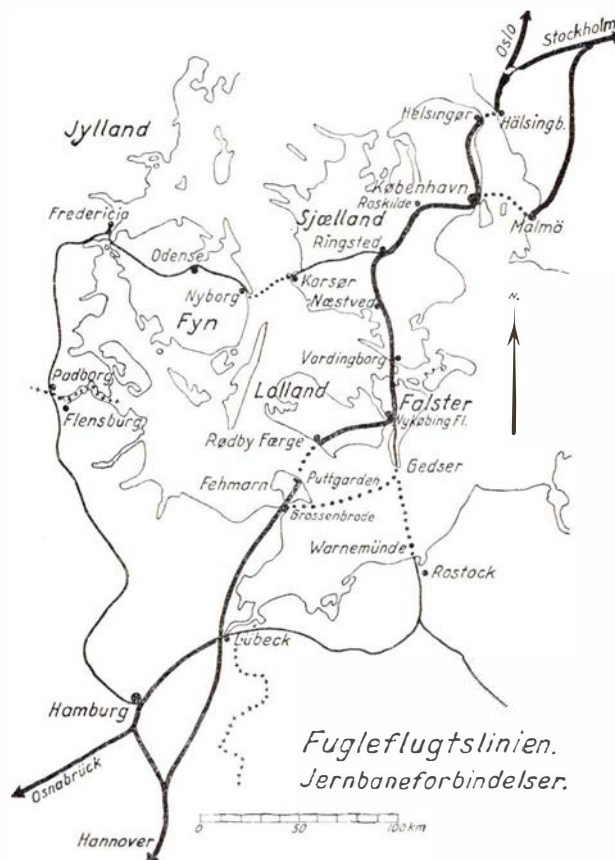 Oslo
Stockholm
Helsingør
Hälsingb.
Jylland
København
Roskilde
Malmö
Fredericia
Sjælland
Ringsted
Odense
Korsør
Nyborg
Næstved
Fyn
N.
Vordingborg
Padborg
Lolland
Falster
Flensburg
Nykøbing Fl.
Rødby Færge
Gedser
Fehmarn
Puttgarden
Grossenbrode
Warnemünde
Rostock
Lübeck
Hamburg
Fugleflugtslinien.
Jernbaneforbindelser.
Osnabrück
0 50 100 km
Hannover